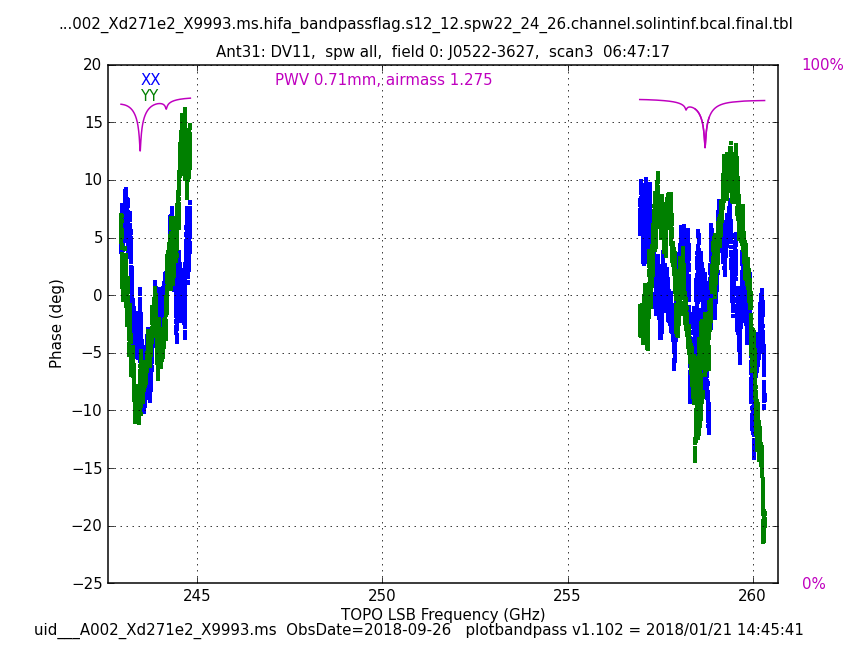 ...002_Xd271e2_X9993.ms.hifa_bandpassflag.s12_12.spw22_24_26.channel.solintinf.bcal.final.tbl
Ant31: DV11,  spw all,  field 0: J0522-3627,  scan3  06:47:17
20
15
10
5
0
−5
−10
−15
−20
−25
Phase (deg)
XX
YY
PWV 0.71mm, airmass 1.275
100%
0%
245
250
255
260
TOPO LSB Frequency (GHz)
uid___A002_Xd271e2_X9993.ms  ObsDate=2018-09-26   plotbandpass v1.102 = 2018/01/21 14:45:41